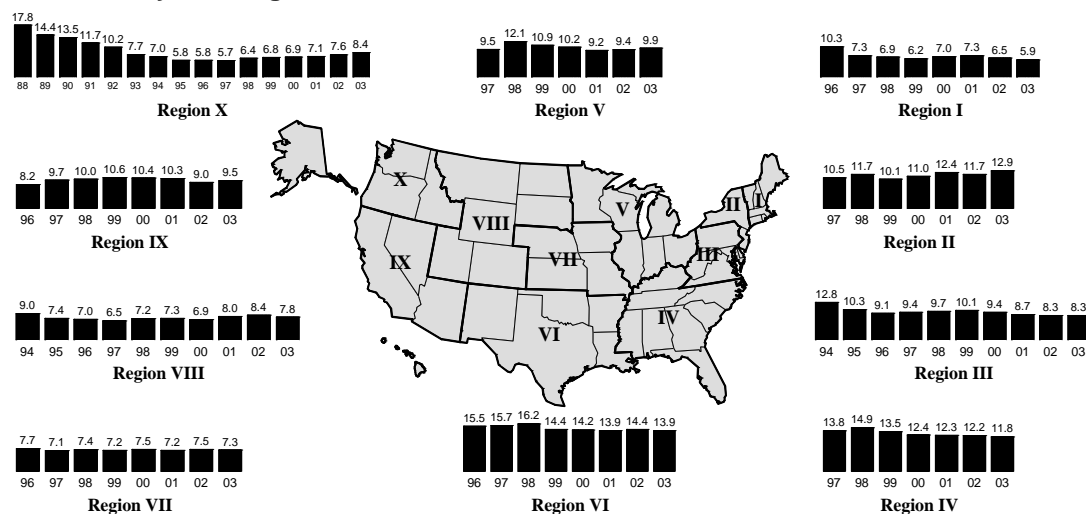 17.8 14.4 13.5 11.7 10.2 7.7 7.0 5.8 5.8 5.7 6.4 6.8 6.9 7.1 7.6 8.4
88 89 90 91 92 93 94 95 96 97 98 99 00 01 02 03
Region X
9.5 12.1 10.9 10.2 9.2 9.4 9.9
97 98 99 00 01 02 03
Region V
10.3 7.3 6.9 6.2 7.0 7.3 6.5 5.9
96 97 98 99 00 01 02 03
Region I
8.2 9.7 10.0 10.6 10.4 10.3 9.0 9.5
96 97 98 99 00 01 02 03
Region IX
X
VIII
IX
VII
VI
V
IV
III
II
I
10.5 11.7 10.1 11.0 12.4 11.7 12.9
97 98 99 00 01 02 03
Region II
9.0 7.4 7.0 6.5 7.2 7.3 6.9 8.0 8.4 7.8
94 95 96 97 98 99 00 01 02 03
Region VIII
12.8 10.3 9.1 9.4 9.7 10.1 9.4 8.7 8.3 8.3
94 95 96 97 98 99 00 01 02 03
Region III
7.7 7.1 7.4 7.2 7.5 7.2 7.5 7.3
96 97 98 99 00 01 02 03
Region VII
15.5 15.7 16.2 14.4 14.2 13.9 14.4 13.9
96 97 98 99 00 01 02 03
Region VI
13.8 14.9 13.5 12.4 12.3 12.2 11.8
97 98 99 00 01 02 03
Region IV